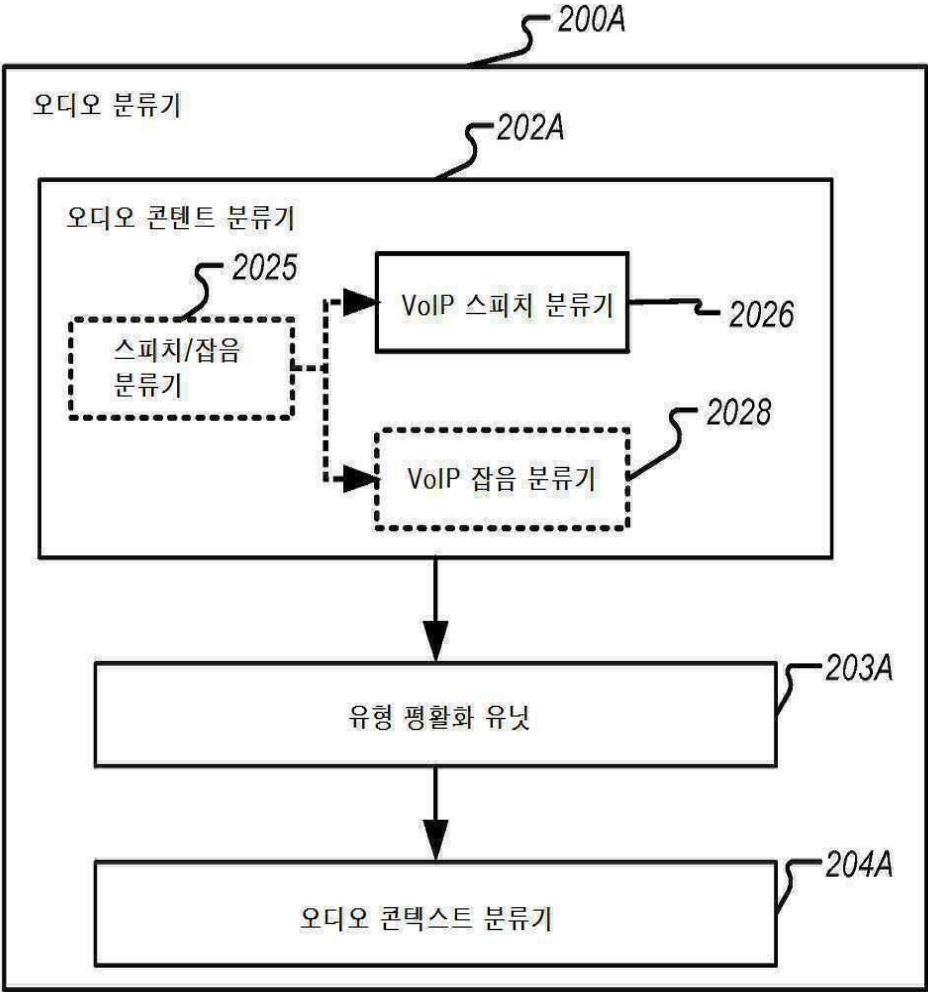 200A
오디오 분류기
202A
오디오 콘텐트 분류기
2025
VoIP 스피치 분류기
2026
스피치/잡음
분류기
2028
VoIP 잡음 분류기
203A
유형 평활화 유닛
204A
오디오 콘텍스트 분류기